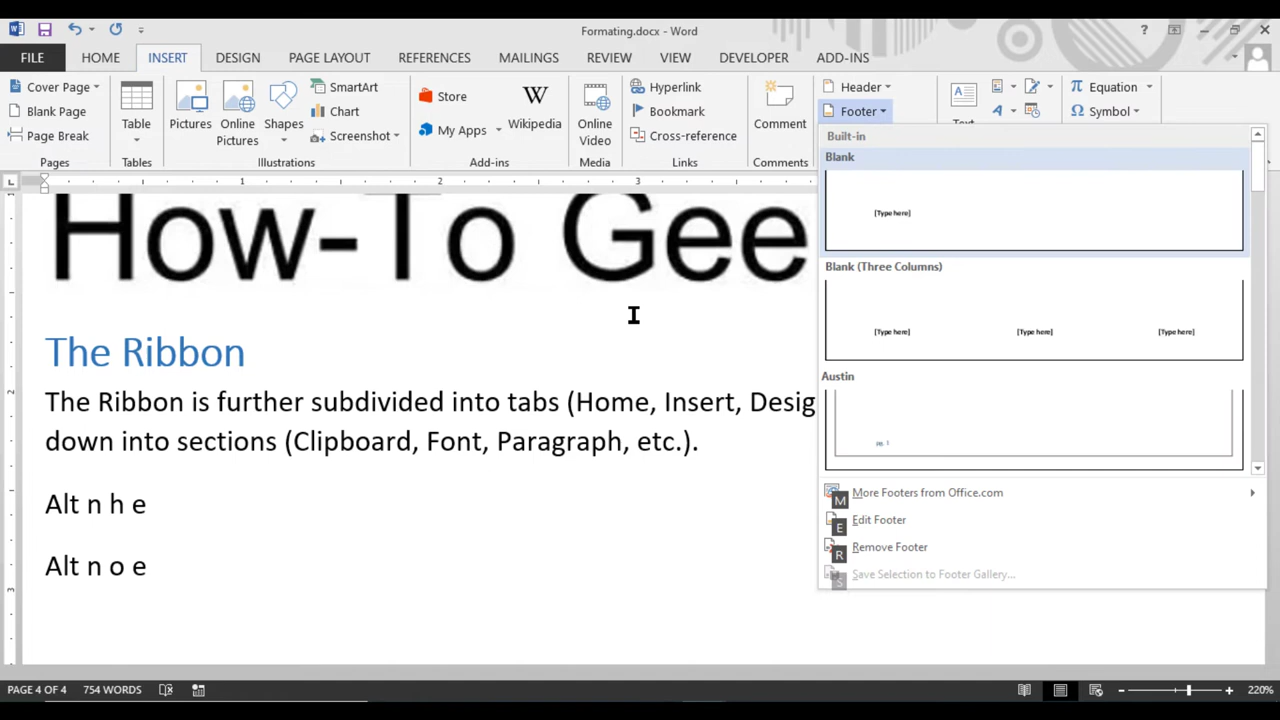 Formating.docx - Word
FILE HOME INSERT DESIGN PAGE LAYOUT REFERENCES MAILINGS REVIEW VIEW DEVELOPER ADD-INS
Cover Page
Blank Page
Page Break
Pages
Table
Tables
Pictures
Online Pictures
Shapes
SmartArt
Chart
Screenshot
Illustrations
Store
My Apps
Wikipedia
Add-ins
Online Video
Media
Hyperlink
Bookmark
Cross-reference
Links
Comment
Comments
Header
Footer
Equation
Symbol
Built-in
Blank
[Type here]
Blank (Three Columns)
[Type here] [Type here] [Type here]
Austin
pg. 1
M More Footers from Office.com
E Edit Footer
R Remove Footer
S Save Selection to Footer Gallery...
1 2 3
How-To Gee
The Ribbon
The Ribbon is further subdivided into tabs (Home, Insert, Desig
down into sections (Clipboard, Font, Paragraph, etc.).
Alt n h e
Alt n o e
PAGE 4 OF 4 754 WORDS 220%